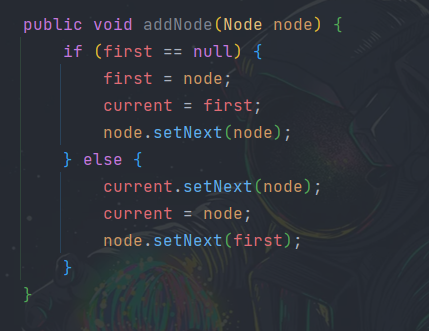 public void addNode(Node node) {
    if (first == null) {
        first = node;
        current = first;
        node.setNext(node);
    } else {
        current.setNext(node);
        current = node;
        node.setNext(first);
    }
}